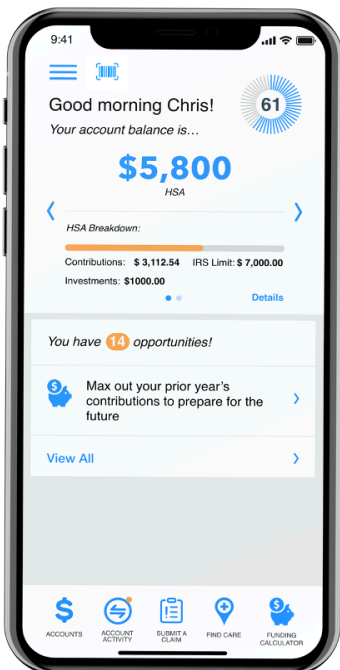 9:41
Good morning Chris!
61
Your account balance is...
$5,800
HSA
HSA Breakdown:
Contributions: $ 3,112.54 IRS Limit: $ 7,000.00
Investments: $1000.00
Details
You have 14 opportunities!
$
Max out your prior year's
contributions to prepare for the
future
View All
$
$
ACCOUNTS
ACCOUNT
ACTIVITY
SUBMIT A
CLAIM
FIND CARE
FUNDING
CALCULATOR